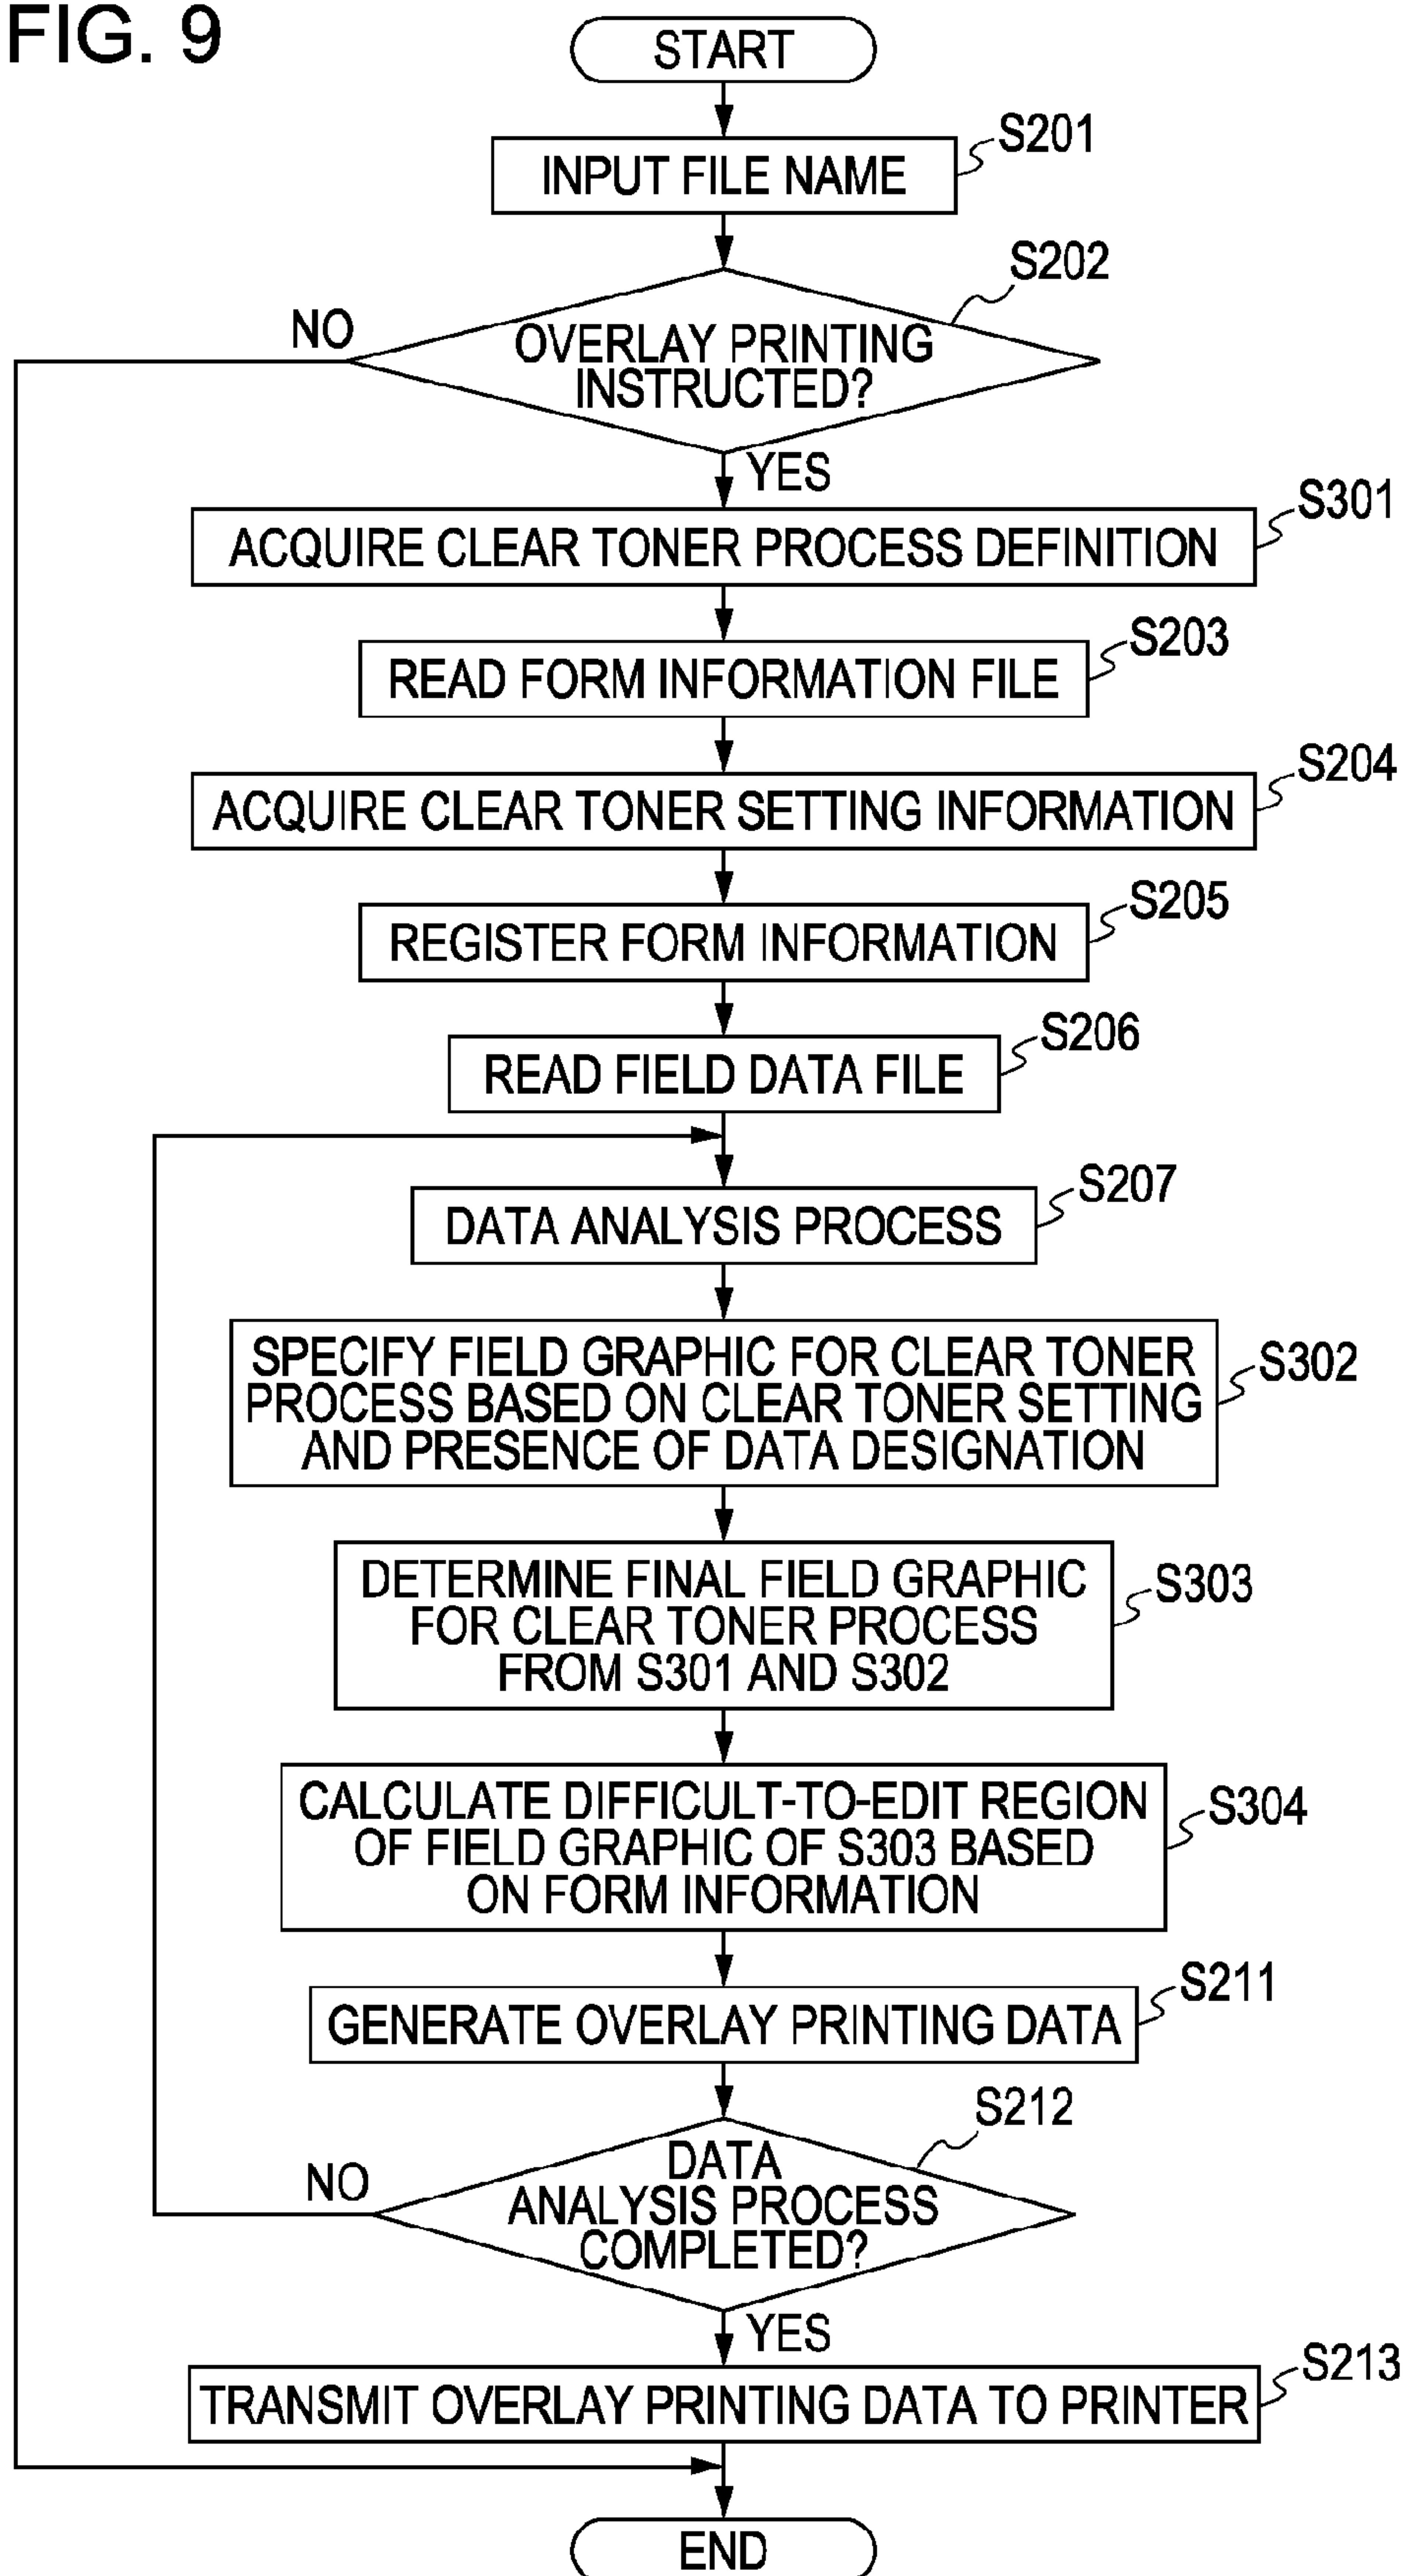 FIG. 9
START
S201
INPUT FILE NAME
S202
NO
OVERLAY PRINTING
INSTRUCTED?
YES
S301
ACQUIRE CLEAR TONER PROCESS DEFINITION
S203
READ FORM INFORMATION FILE
S204
ACQUIRE CLEAR TONER SETTING INFORMATION
S205
REGISTER FORM INFORMATION
S206
READ FIELD DATA FILE
S207
DATA ANALYSIS PROCESS
S302
SPECIFY FIELD GRAPHIC FOR CLEAR TONER
PROCESS BASED ON CLEAR TONER SETTING
AND PRESENCE OF DATA DESIGNATION
S303
DETERMINE FINAL FIELD GRAPHIC
FOR CLEAR TONER PROCESS
FROM S301 AND S302
S304
CALCULATE DIFFICULT-TO-EDIT REGION
OF FIELD GRAPHIC OF S303 BASED
ON FORM INFORMATION
S211
GENERATE OVERLAY PRINTING DATA
S212
NO
DATA
ANALYSIS PROCESS
COMPLETED?
YES
S213
TRANSMIT OVERLAY PRINTING DATA TO PRINTER
END